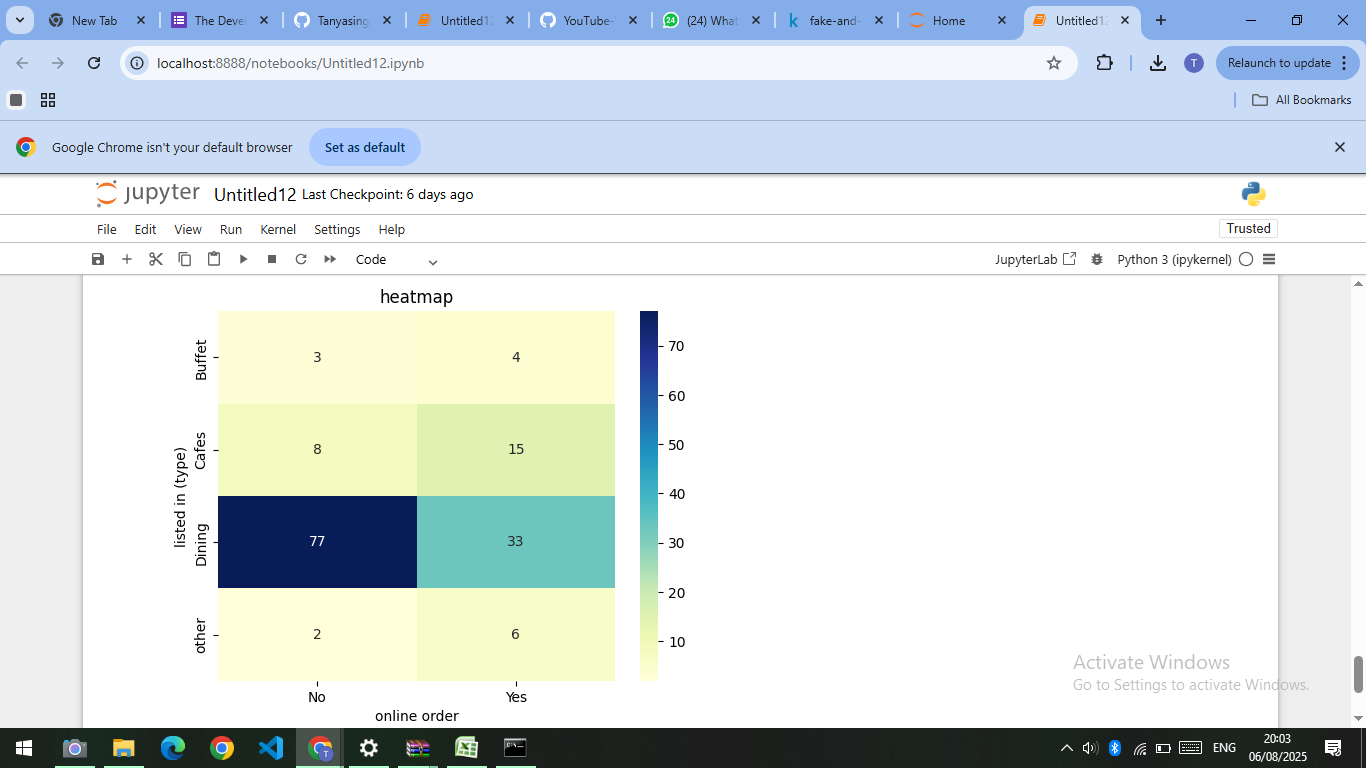 New Tab
The Devel
Tanyasing
Untitled12
YouTube-
24
(24) What
fake-and-
Home
Untitled12
localhost:8888/notebooks/Untitled12.ipynb
T
Relaunch to update
All Bookmarks
Google Chrome isn't your default browser
Set as default
jupyter
Untitled12 Last Checkpoint: 6 days ago
File Edit View Run Kernel Settings Help
Trusted
Code
JupyterLab
Python 3 (ipykernel)
heatmap
listed in (type)
Buffet
3 4
Cafes
8 15
Dining
77 33
other
2 6
No Yes
online order
70
60
50
40
30
20
10
Activate Windows
Go to Settings to activate Windows.
T
ENG
20:03
06/08/2025